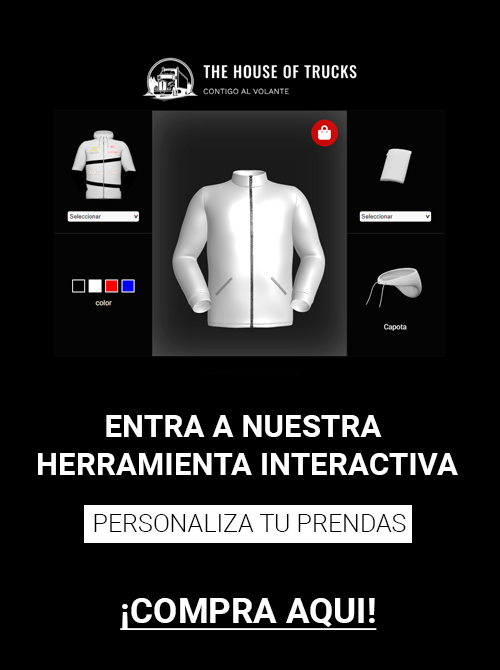 THE HOUSE OF TRUCKS
CONTIGO AL VOLANTE
Seleccionar
Seleccionar
color
Capota
ENTRA A NUESTRA
HERRAMIENTA INTERACTIVA
PERSONALIZA TU PRENDAS
¡COMPRA AQUI!